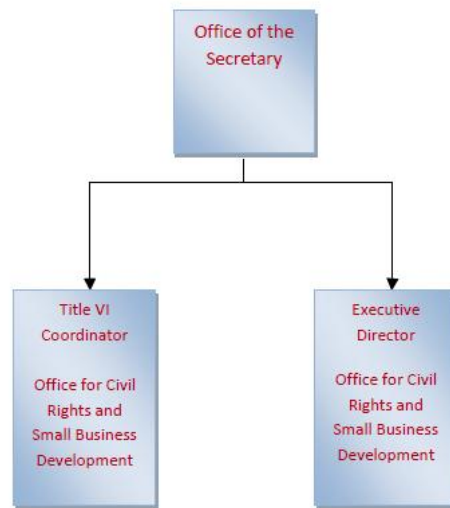 Office of the
Secretary
Title VI
Coordinator
Office for Civil
Rights and
Small Business
Development
Executive
Director
Office for Civil
Rights and
Small Business
Development